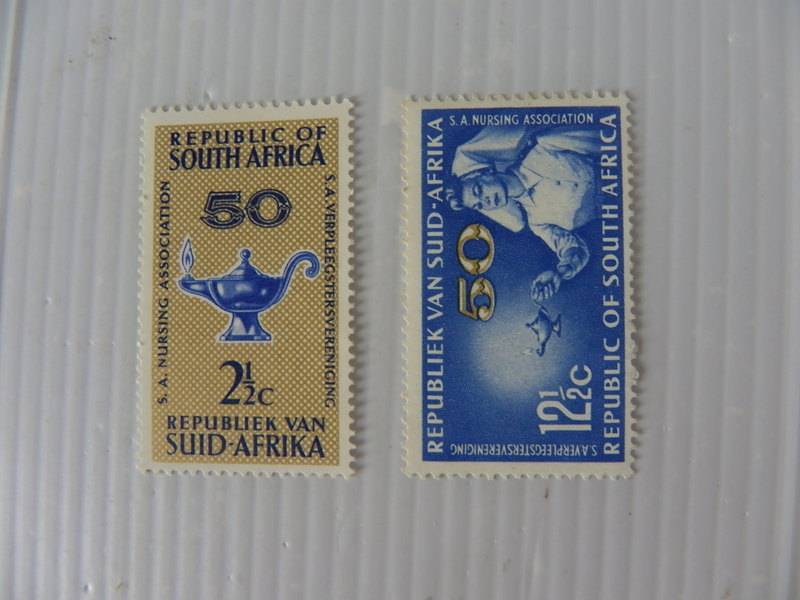 REPUBLIC OF
SOUTH AFRICA
50
S.A. NURSING ASSOCIATION
S.A. VERPLEEGSTERSVERENIGING
2½c
REPUBLIEK VAN
SUID-AFRIKA
S.A. NURSING ASSOCIATION
REPUBLIEK VAN SUID-AFRIKA
50
12½c
REPUBLIC OF SOUTH AFRICA
S.A. VERPLEEGSTERSVERENIGING